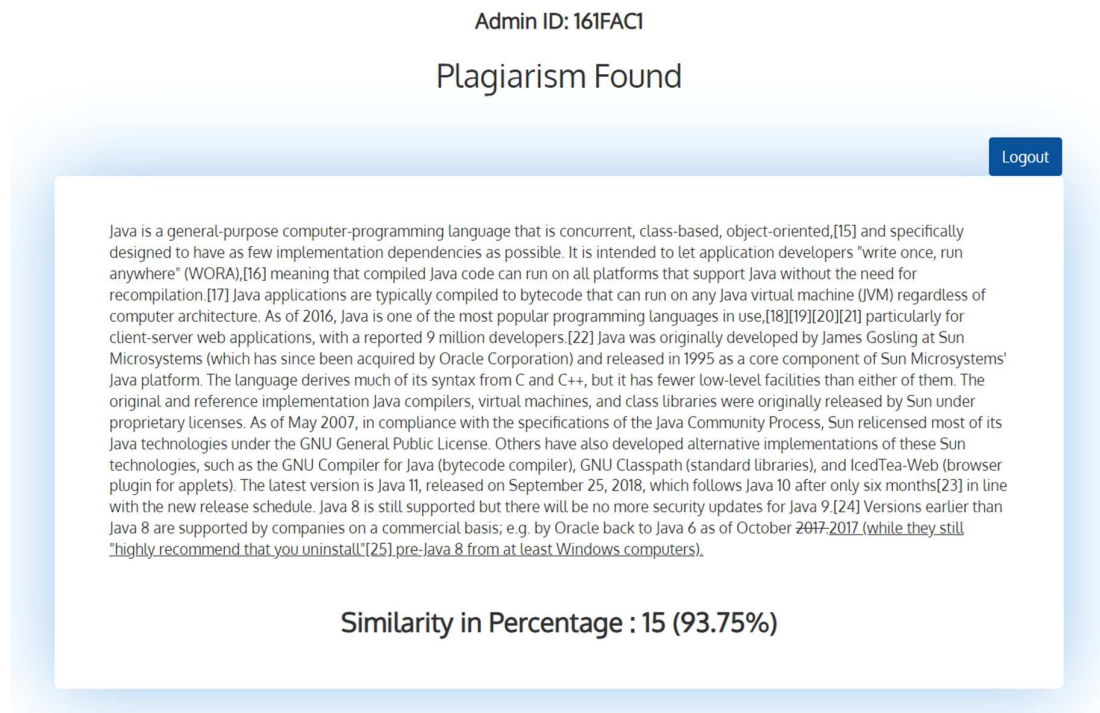 Admin ID: 161FAC1
Plagiarism Found
Logout
Java is a general-purpose computer-programming language that is concurrent, class-based, object-oriented,[15] and specifically
designed to have as few implementation dependencies as possible. It is intended to let application developers "write once, run
anywhere" (WORA),[16] meaning that compiled Java code can run on all platforms that support Java without the need for
recompilation.[17] Java applications are typically compiled to bytecode that can run on any Java virtual machine (JVM) regardless of
computer architecture. As of 2016, Java is one of the most popular programming languages in use,[18][19][20][21] particularly for
client-server web applications, with a reported 9 million developers.[22] Java was originally developed by James Gosling at Sun
Microsystems (which has since been acquired by Oracle Corporation) and released in 1995 as a core component of Sun Microsystems'
Java platform. The language derives much of its syntax from C and C++, but it has fewer low-level facilities than either of them. The
original and reference implementation Java compilers, virtual machines, and class libraries were originally released by Sun under
proprietary licenses. As of May 2007, in compliance with the specifications of the Java Community Process, Sun relicensed most of its
Java technologies under the GNU General Public License. Others have also developed alternative implementations of these Sun
technologies, such as the GNU Compiler for Java (bytecode compiler), GNU Classpath (standard libraries), and IcedTea-Web (browser
plugin for applets). The latest version is Java 11, released on September 25, 2018, which follows Java 10 after only six months[23] in line
with the new release schedule. Java 8 is still supported but there will be no more security updates for Java 9.[24] Versions earlier than
Java 8 are supported by companies on a commercial basis; e.g. by Oracle back to Java 6 as of October 2017.2017 (while they still
"highly recommend that you uninstall"[25] pre-Java 8 from at least Windows computers).
Similarity in Percentage : 15 (93.75%)